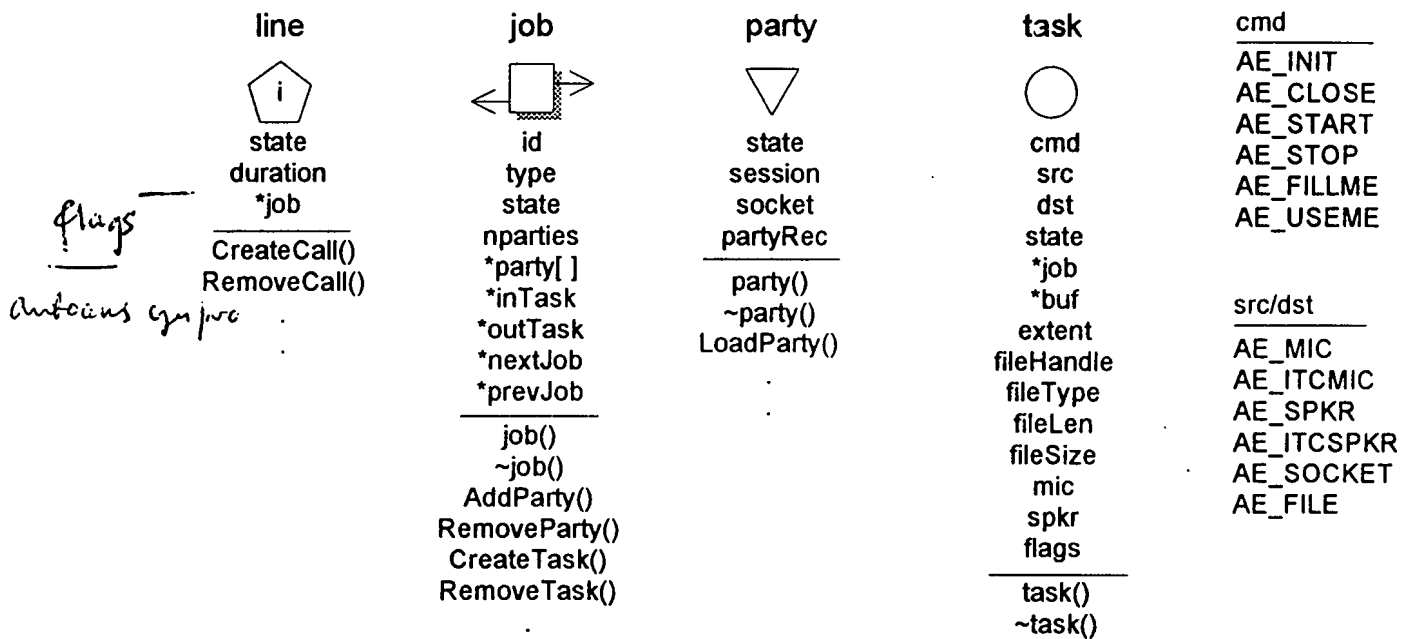 line
i
state
duration
*job
CreateCall()
RemoveCall()
flags
job
id
type
state
nparties
*party[ ]
*inTask
*outTask
*nextJob
*prevJob
job()
~job()
AddParty()
RemoveParty()
CreateTask()
RemoveTask()
party
state
session
socket
partyRec
party()
~party()
LoadParty()
task
cmd
src
dst
state
*job
*buf
extent
fileHandle
fileType
fileLen
fileSize
mic
spkr
flags
task()
~task()
cmd
AE_INIT
AE_CLOSE
AE_START
AE_STOP
AE_FILLME
AE_USEME
src/dst
AE_MIC
AE_ITCMIC
AE_SPKR
AE_ITCSPKR
AE_SOCKET
AE_FILE